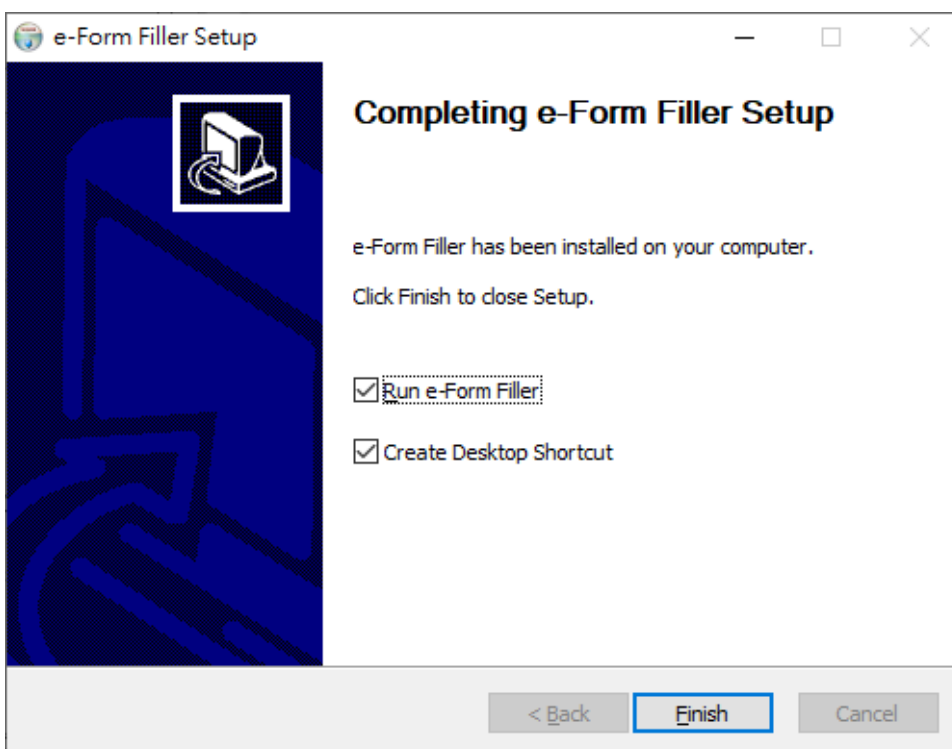 e-Form Filler Setup
Completing e-Form Filler Setup
e-Form Filler has been installed on your computer.
Click Finish to close Setup.
Run e-Form Filler
Create Desktop Shortcut
< Back
Finish
Cancel